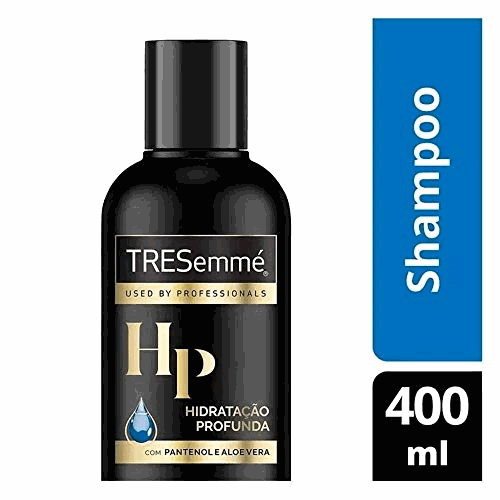 TRESemmé®
USED BY PROFESSIONALS
HP
HIDRATAÇÃO
PROFUNDA
COM PANTENOL E ALOE VERA
Shampoo
400
ml